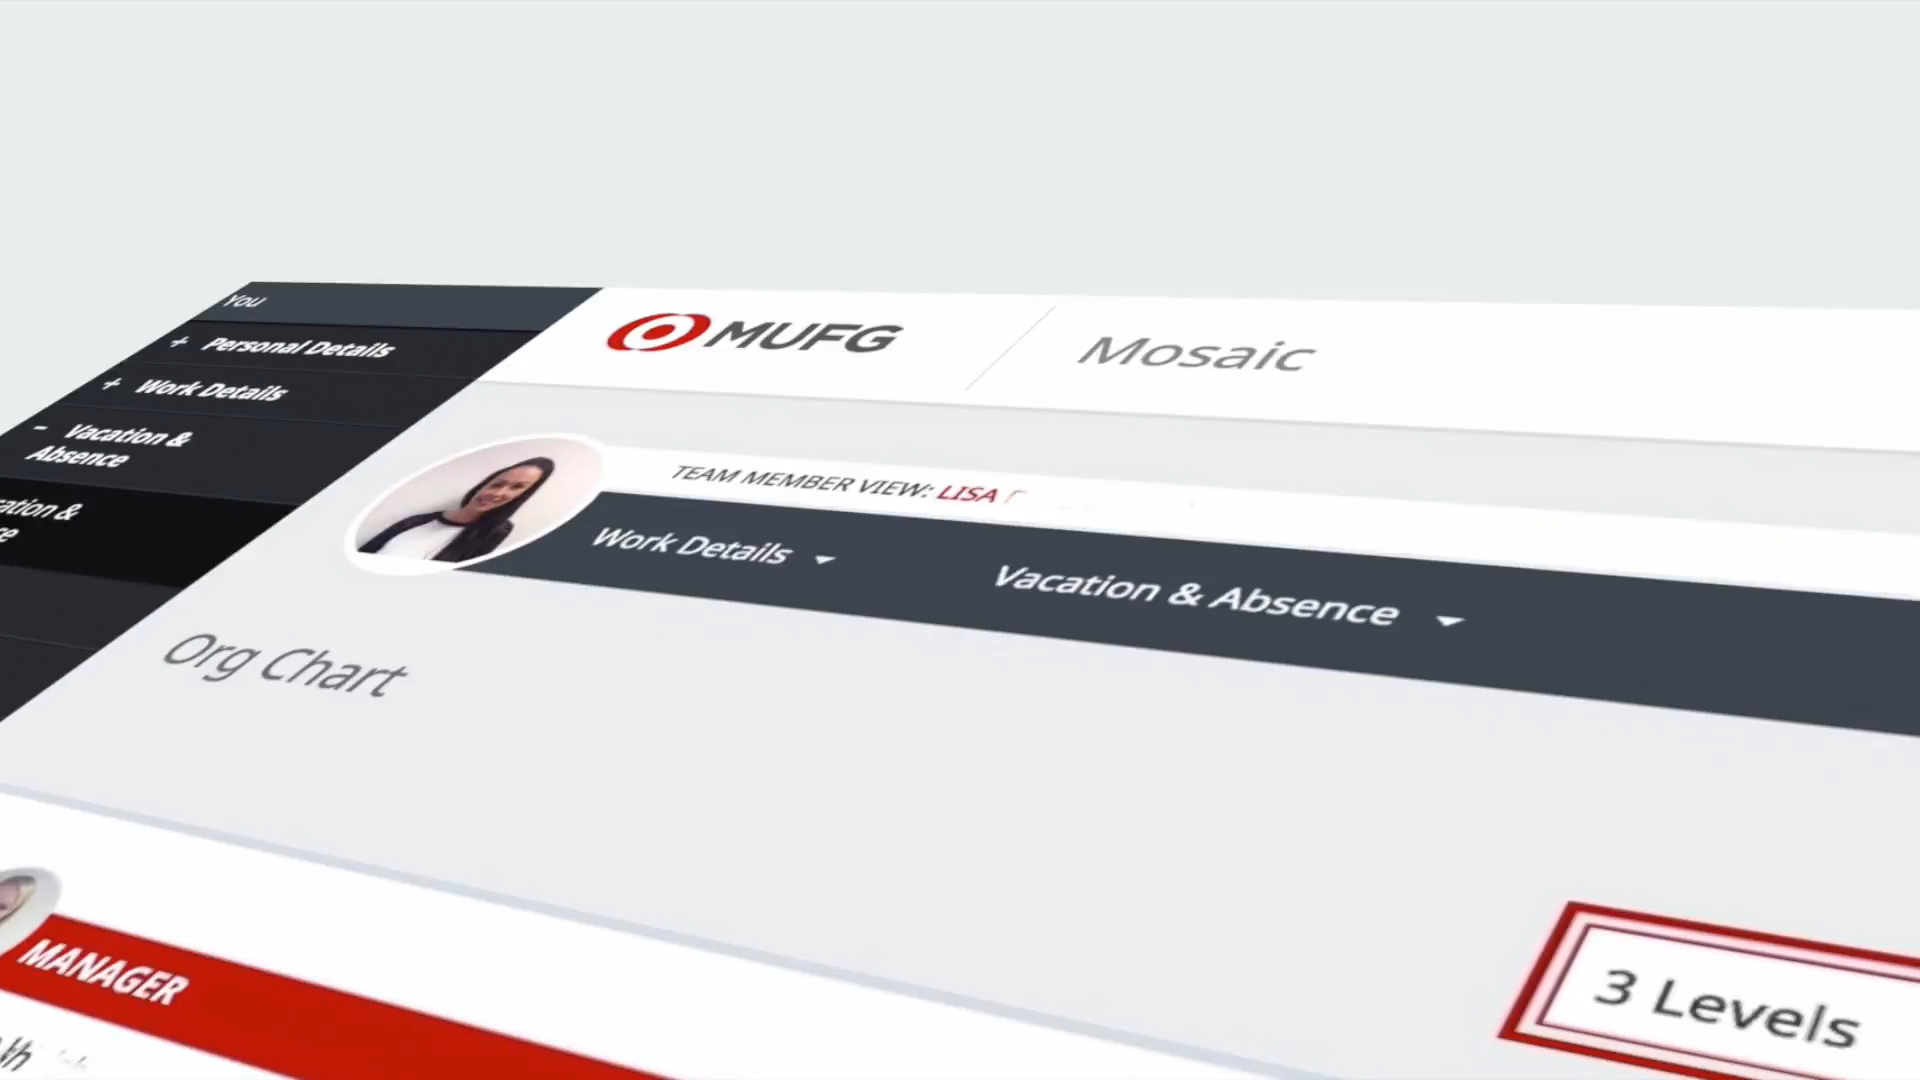 You
+ Personal Details
+ Work Details
- Vacation &
Absence
MUFG
Mosaic
TEAM MEMBER VIEW: LISA
Work Details
Vacation & Absence
Org Chart
MANAGER
3 Levels